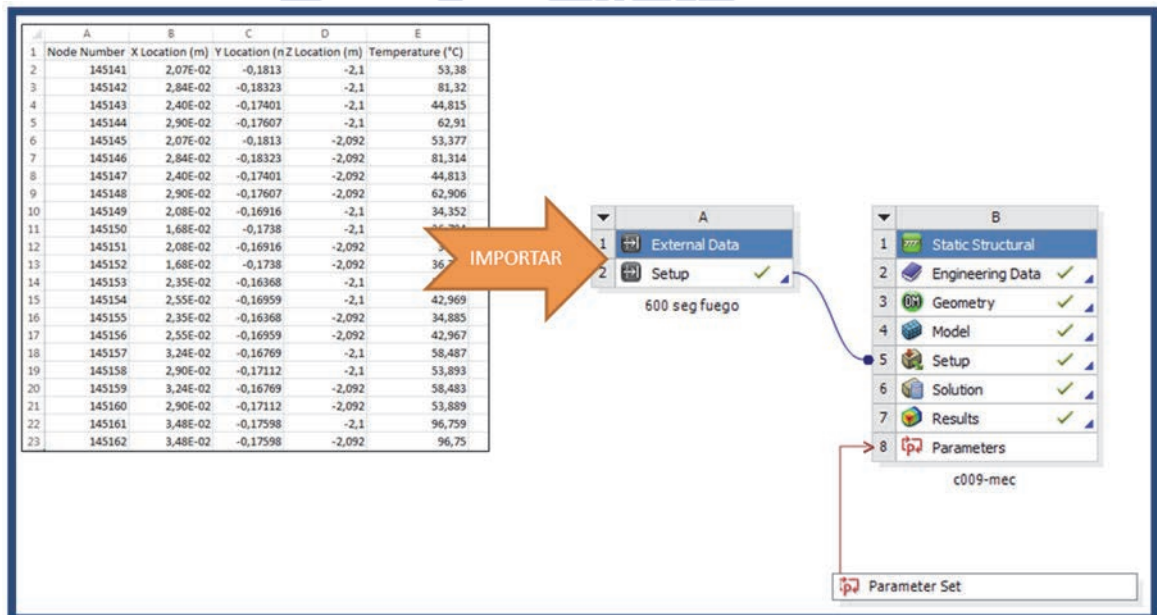 A B C D E
1 Node Number X Location (m) Y Location (n Z Location (m) Temperature (°C)
2 145141 2,07E-02 -0,1813 -2,1 53,38
3 145142 2,84E-02 -0,18323 -2,1 81,32
4 145143 2,40E-02 -0,17401 -2,1 44,815
5 145144 2,90E-02 -0,17607 -2,1 62,91
6 145145 2,07E-02 -0,1813 -2,092 53,377
7 145146 2,84E-02 -0,18323 -2,092 81,314
8 145147 2,40E-02 -0,17401 -2,092 44,813
9 145148 2,90E-02 -0,17607 -2,092 62,906
10 145149 2,08E-02 -0,16916 -2,1 34,352
11 145150 1,68E-02 -0,1738 -2,1
12 145151 2,08E-02 -0,16916 -2,092
13 145152 1,68E-02 -0,1738 -2,092 36,
14 145153 2,35E-02 -0,16368 -2,1
15 145154 2,55E-02 -0,16959 -2,1 42,969
16 145155 2,35E-02 -0,16368 -2,092 34,885
17 145156 2,55E-02 -0,16959 -2,092 42,967
18 145157 3,24E-02 -0,16769 -2,1 58,487
19 145158 2,90E-02 -0,17112 -2,1 53,893
20 145159 3,24E-02 -0,16769 -2,092 58,483
21 145160 2,90E-02 -0,17112 -2,092 53,889
22 145161 3,48E-02 -0,17598 -2,1 96,759
23 145162 3,48E-02 -0,17598 -2,092 96,75
IMPORTAR
A
1 External Data
2 Setup
600 seg fuego
B
1 Static Structural
2 Engineering Data
3 DM Geometry
4 Model
5 Setup
6 Solution
7 Results
8 Parameters
c009-mec
Parameter Set